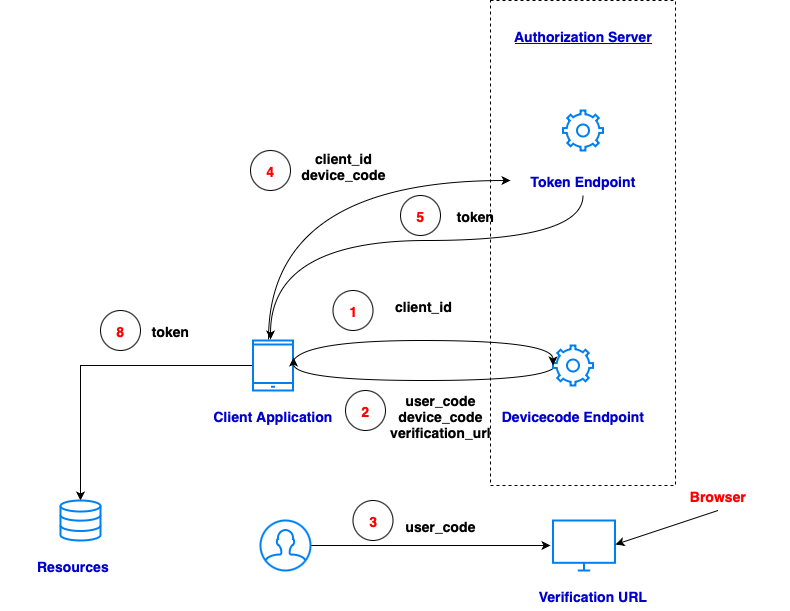 Authorization Server
Token Endpoint
4
client_id
device_code
5
token
1
client_id
8
token
Client Application
2
user_code
device_code
verification_url
Devicecode Endpoint
Browser
3
user_code
Resources
Verification URL